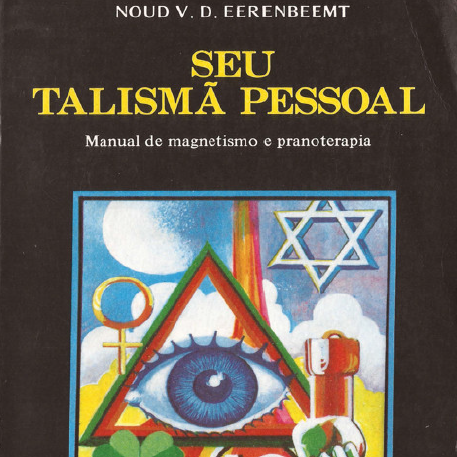 NOUD V. D. EERENBEEMT
SEU
TALISMÃ PESSOAL
Manual de magnetismo e pranoterapia